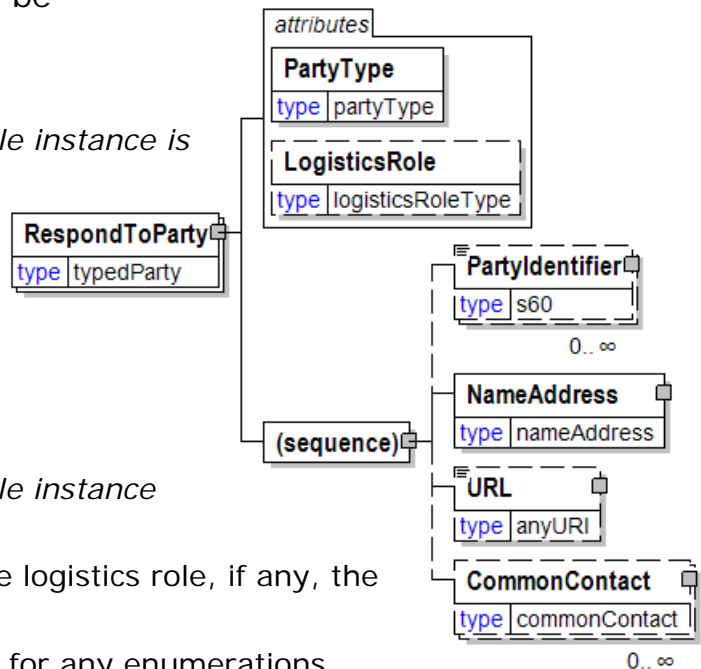 be
attributes
PartyType
type partyType
le instance is
LogisticsRole
type logisticsRoleType
RespondToParty
type typedParty
PartyIdentifier
type s60
0.. ∞
NameAddress
type nameAddress
(sequence)
URL
type anyURI
le instance
e logistics role, if any, the
CommonContact
type commonContact
for any enumerations
0.. ∞